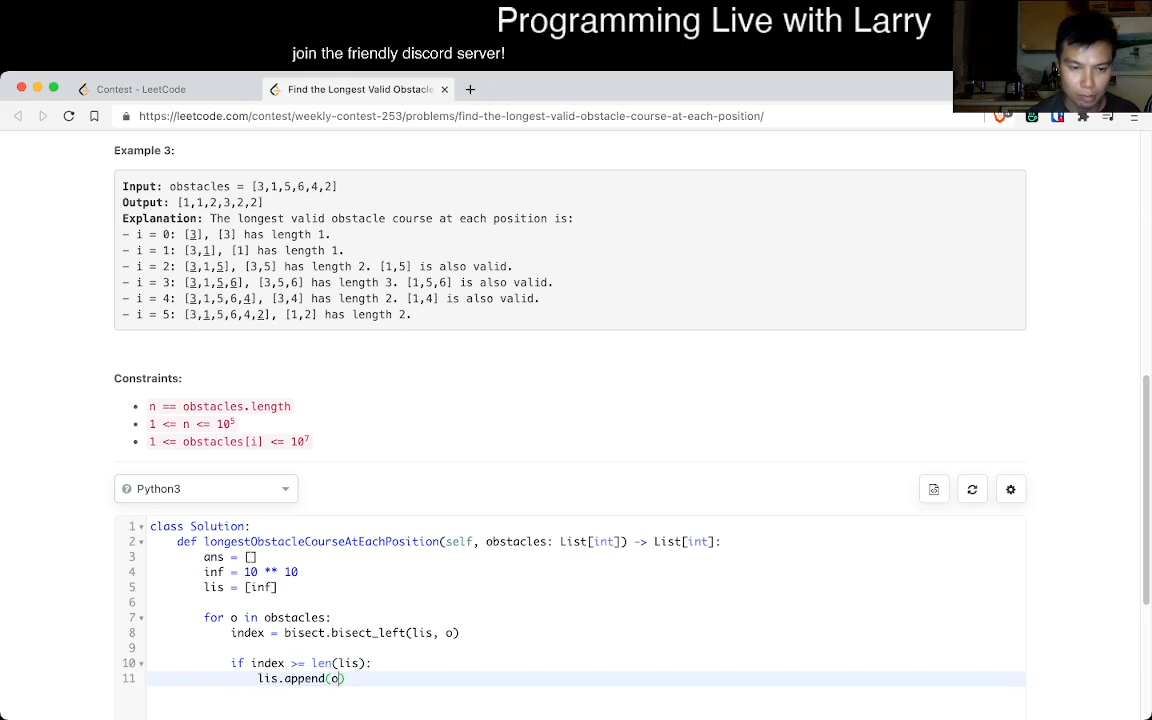 Programming Live with Larry
join the friendly discord server!
Contest - LeetCode
Find the Longest Valid Obstacle
https://leetcode.com/contest/weekly-contest-253/problems/find-the-longest-valid-obstacle-course-at-each-position/
Example 3:
Input: obstacles = [3,1,5,6,4,2]
Output: [1,1,2,3,2,2]
Explanation: The longest valid obstacle course at each position is:
- i = 0: [3], [3] has length 1.
- i = 1: [3,1], [1] has length 1.
- i = 2: [3,1,5], [3,5] has length 2. [1,5] is also valid.
- i = 3: [3,1,5,6], [3,5,6] has length 3. [1,5,6] is also valid.
- i = 4: [3,1,5,6,4], [3,4] has length 2. [1,4] is also valid.
- i = 5: [3,1,5,6,4,2], [1,2] has length 2.
Constraints:
• n == obstacles.length
• 1 <= n <= 10⁵
• 1 <= obstacles[i] <= 10⁷
Python3
1 class Solution:
2 def longestObstacleCourseAtEachPosition(self, obstacles: List[int]) -> List[int]:
3 ans = []
4 inf = 10 ** 10
5 lis = [inf]
6
7 for o in obstacles:
8 index = bisect.bisect_left(lis, o)
9
10 if index >= len(lis):
11 lis.append(o)